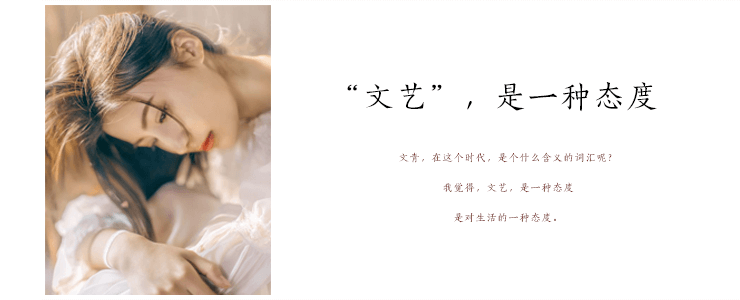 “文艺”，是一种态度
文青，在这个时代，是个什么含义的词汇呢？
我觉得，文艺，是一种态度
是对生活的一种态度。